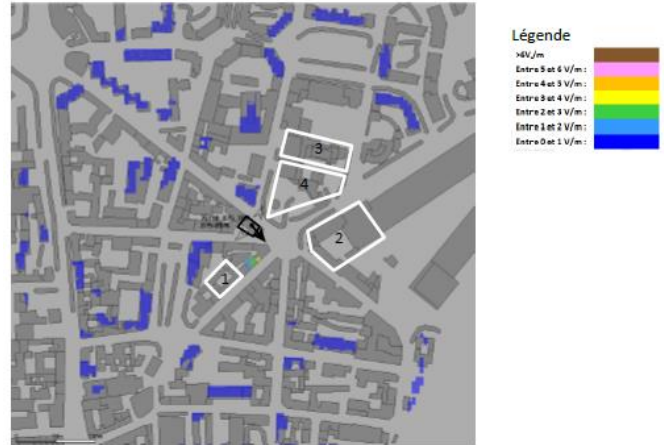 Légende
>6V/m
Entre 5 et 6 V/m :
Entre 4 et 5 V/m :
Entre 3 et 4 V/m :
Entre 2 et 3 V/m :
Entre 1 et 2 V/m :
Entre 0 et 1 V/m :
3
4
2
1